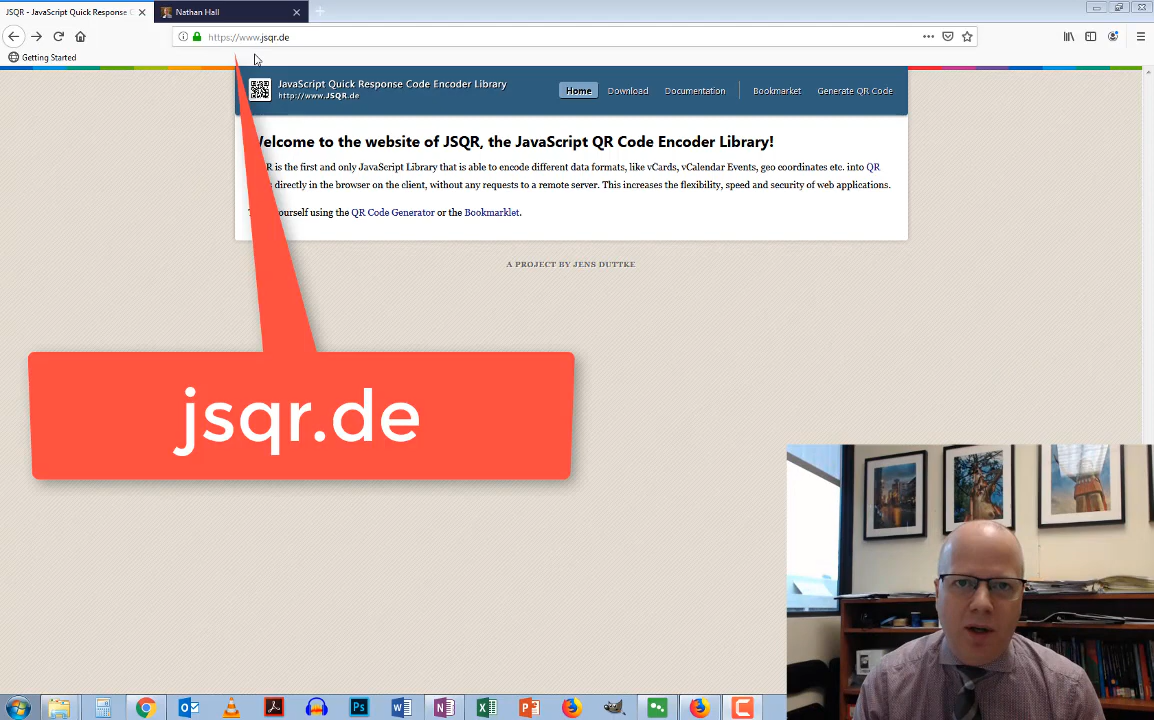 JSQR - JavaScript Quick Response C
Nathan Hall
https://www.jsqr.de
Getting Started
JavaScript Quick Response Code Encoder Library
http://www.JSQR.de
Home
Download
Documentation
Bookmarket
Generate QR Code
elcome to the website of JSQR, the JavaScript QR Code Encoder Library!
R is the first and only JavaScript Library that is able to encode different data formats, like vCards, vCalendar Events, geo coordinates etc. into QR
s directly in the browser on the client, without any requests to a remote server. This increases the flexibility, speed and security of web applications.
T yourself using the QR Code Generator or the Bookmarklet.
A PROJECT BY JENS DUTTKE
jsqr.de